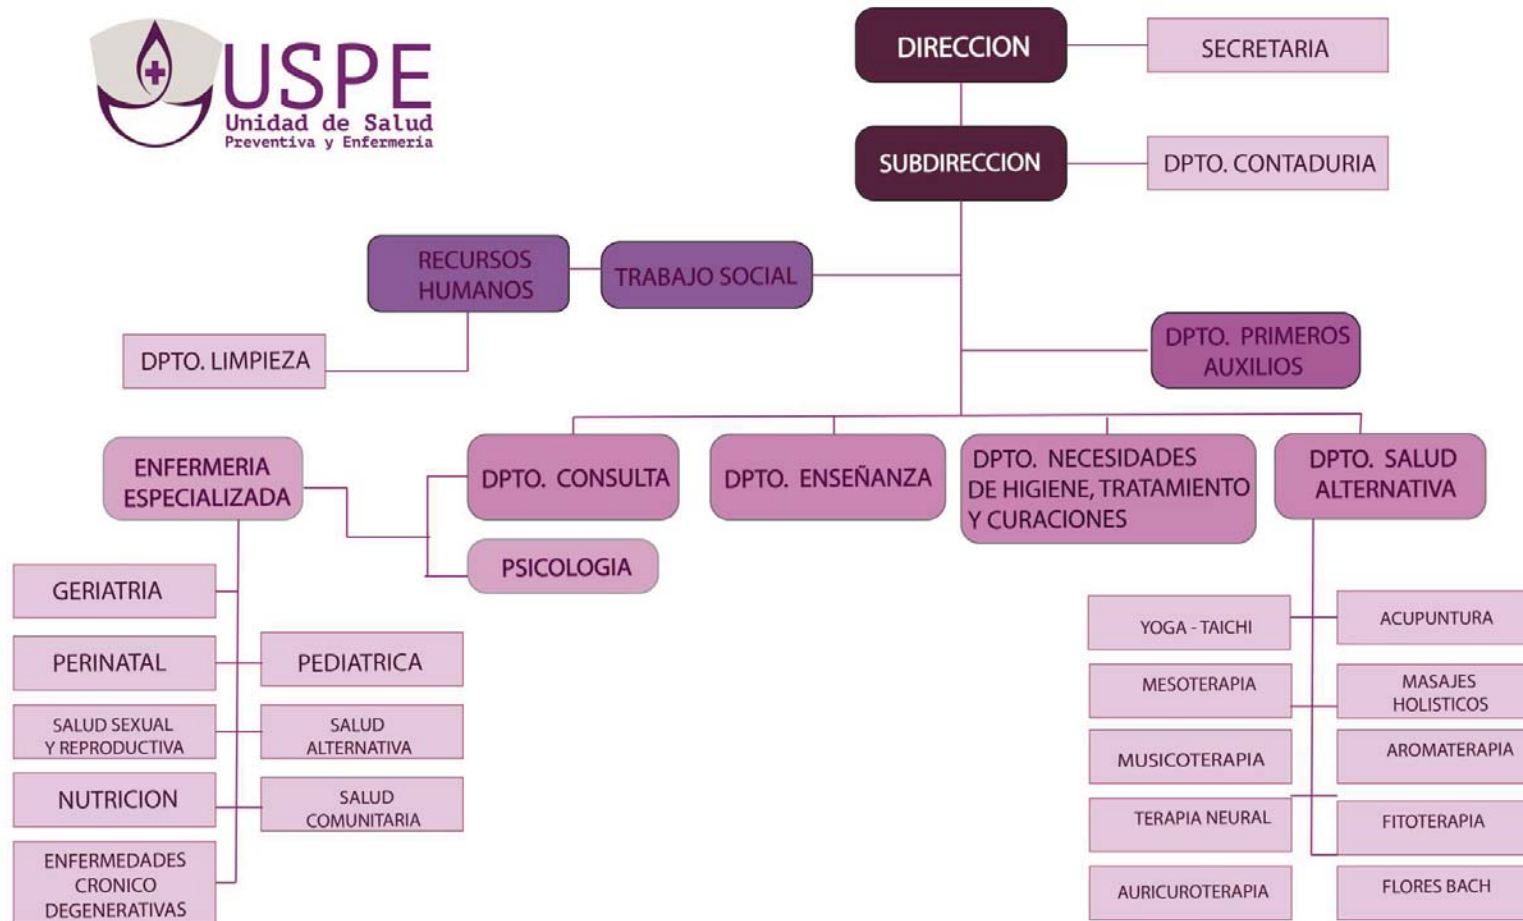 USPE
Unidad de Salud
Preventiva y Enfermería
DIRECCION
SECRETARIA
SUBDIRECCION
DPTO. CONTADURIA
RECURSOS
HUMANOS
TRABAJO SOCIAL
DPTO. LIMPIEZA
DPTO. PRIMEROS
AUXILIOS
ENFERMERIA
ESPECIALIZADA
DPTO. CONSULTA
PSICOLOGIA
DPTO. ENSEÑANZA
DPTO. NECESIDADES
DE HIGIENE, TRATAMIENTO
Y CURACIONES
DPTO. SALUD
ALTERNATIVA
GERIATRIA
PERINATAL
PEDIATRICA
SALUD SEXUAL
Y REPRODUCTIVA
SALUD
ALTERNATIVA
NUTRICION
SALUD
COMUNITARIA
ENFERMEDADES
CRONICO
DEGENERATIVAS
YOGA - TAICHI
ACUPUNTURA
MESOTERAPIA
MASAJES
HOLISTICOS
MUSICOTERAPIA
AROMATERAPIA
TERAPIA NEURAL
FITOTERAPIA
AURICUROTERAPIA
FLORES BACH